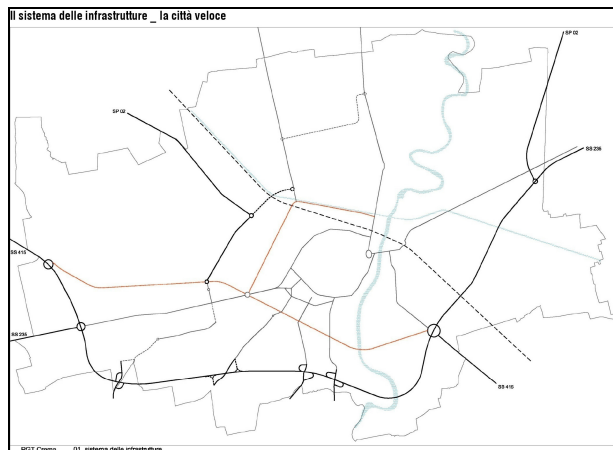 Il sistema delle infrastrutture _ la città veloce
SP 02
SP 02
SS 235
SS 415
SS 235
SS 415
PGT Crema 01_sistema delle infrastrutture